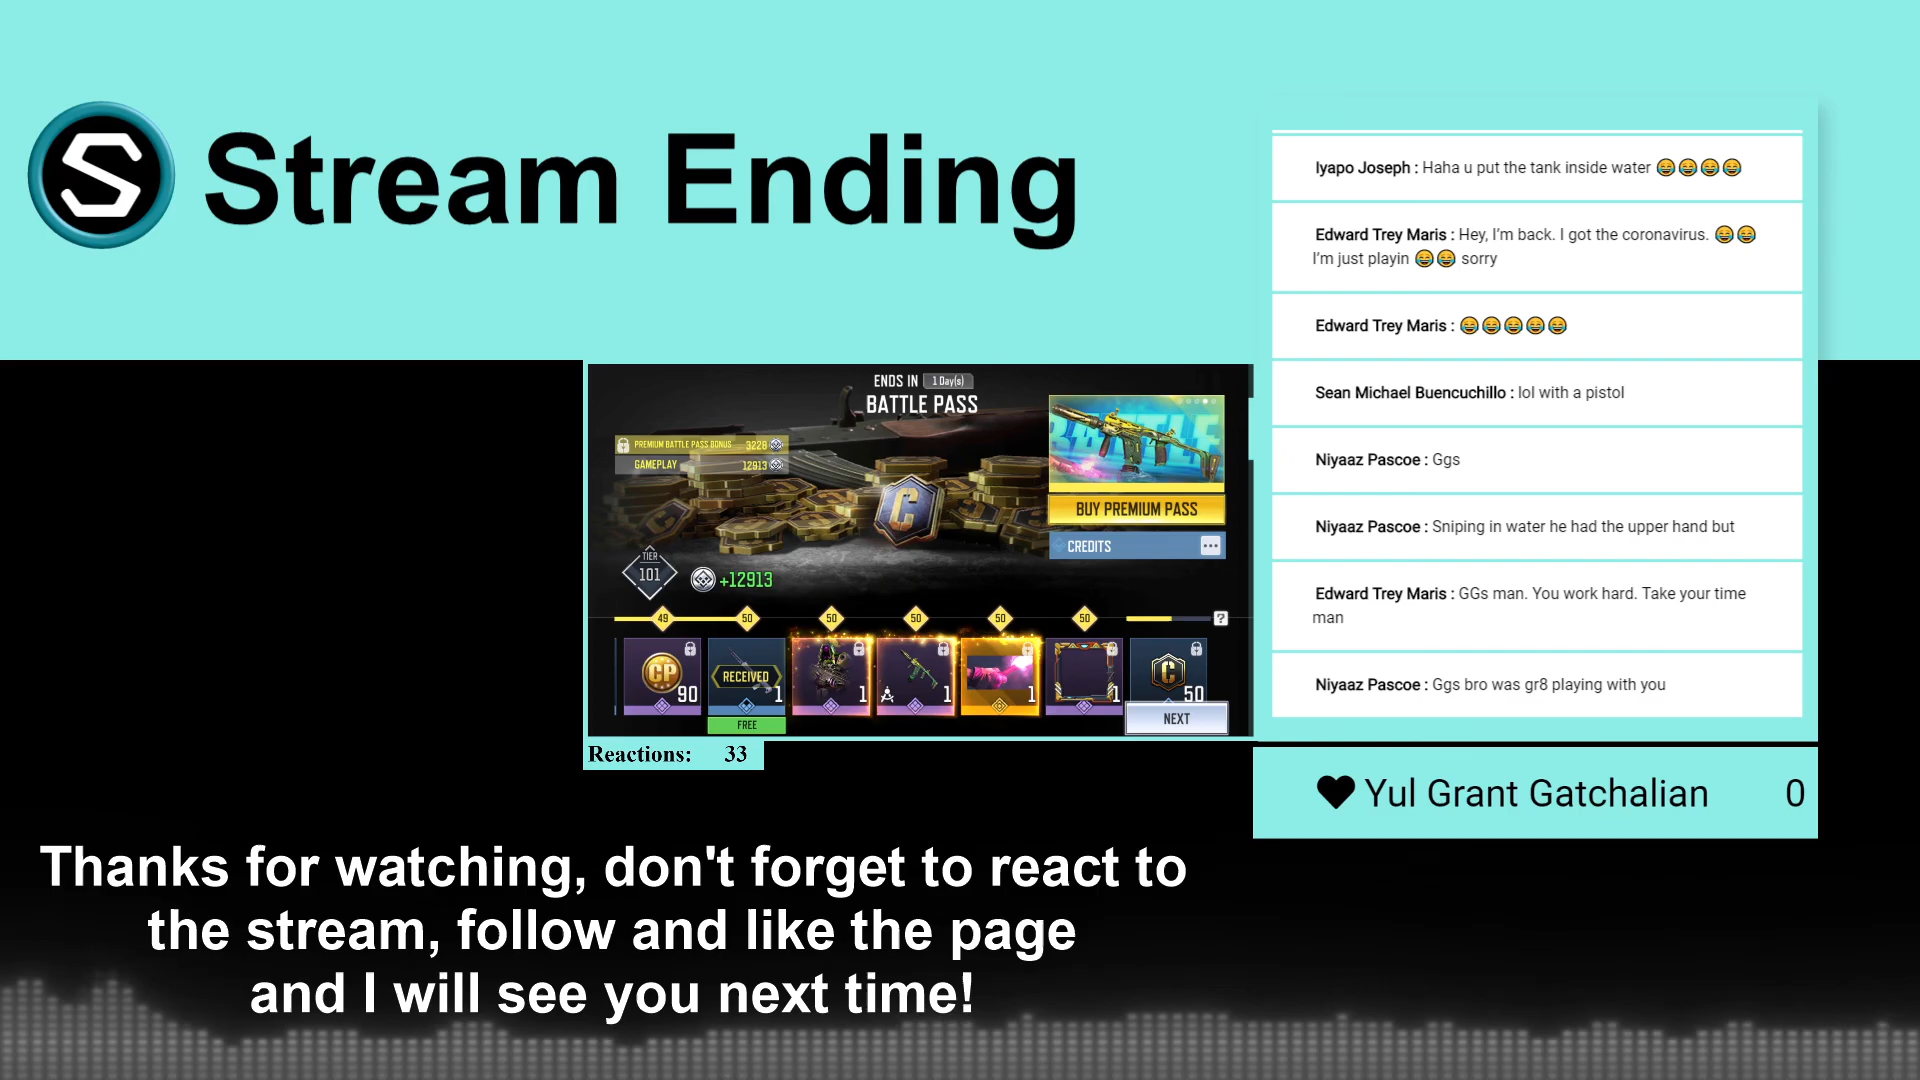 S
Stream Ending
Iyapo Joseph : Haha u put the tank inside water 😂😂😂😂
Edward Trey Maris : Hey, I'm back. I got the coronavirus. 😂😂
I'm just playin 😂😂 sorry
Edward Trey Maris : 😂😂😂😂😂
Sean Michael Buencuchillo : lol with a pistol
Niyaaz Pascoe : Ggs
Niyaaz Pascoe : Sniping in water he had the upper hand but
Edward Trey Maris : GGs man. You work hard. Take your time
man
Niyaaz Pascoe : Ggs bro was gr8 playing with you
ENDS IN 1 Day(s)
BATTLE PASS
PREMIUM BATTLE PASS BONUS 3228
GAMEPLAY 12913
BATTLE
BUY PREMIUM PASS
CREDITS
C
TIER
101
+12913
49 50 50 50 50 50 ?
CP 90
RECEIVED 1
1
1
1
1
C 50
FREE
NEXT
Reactions: 33
Yul Grant Gatchalian 0
Thanks for watching, don't forget to react to
the stream, follow and like the page
and I will see you next time!